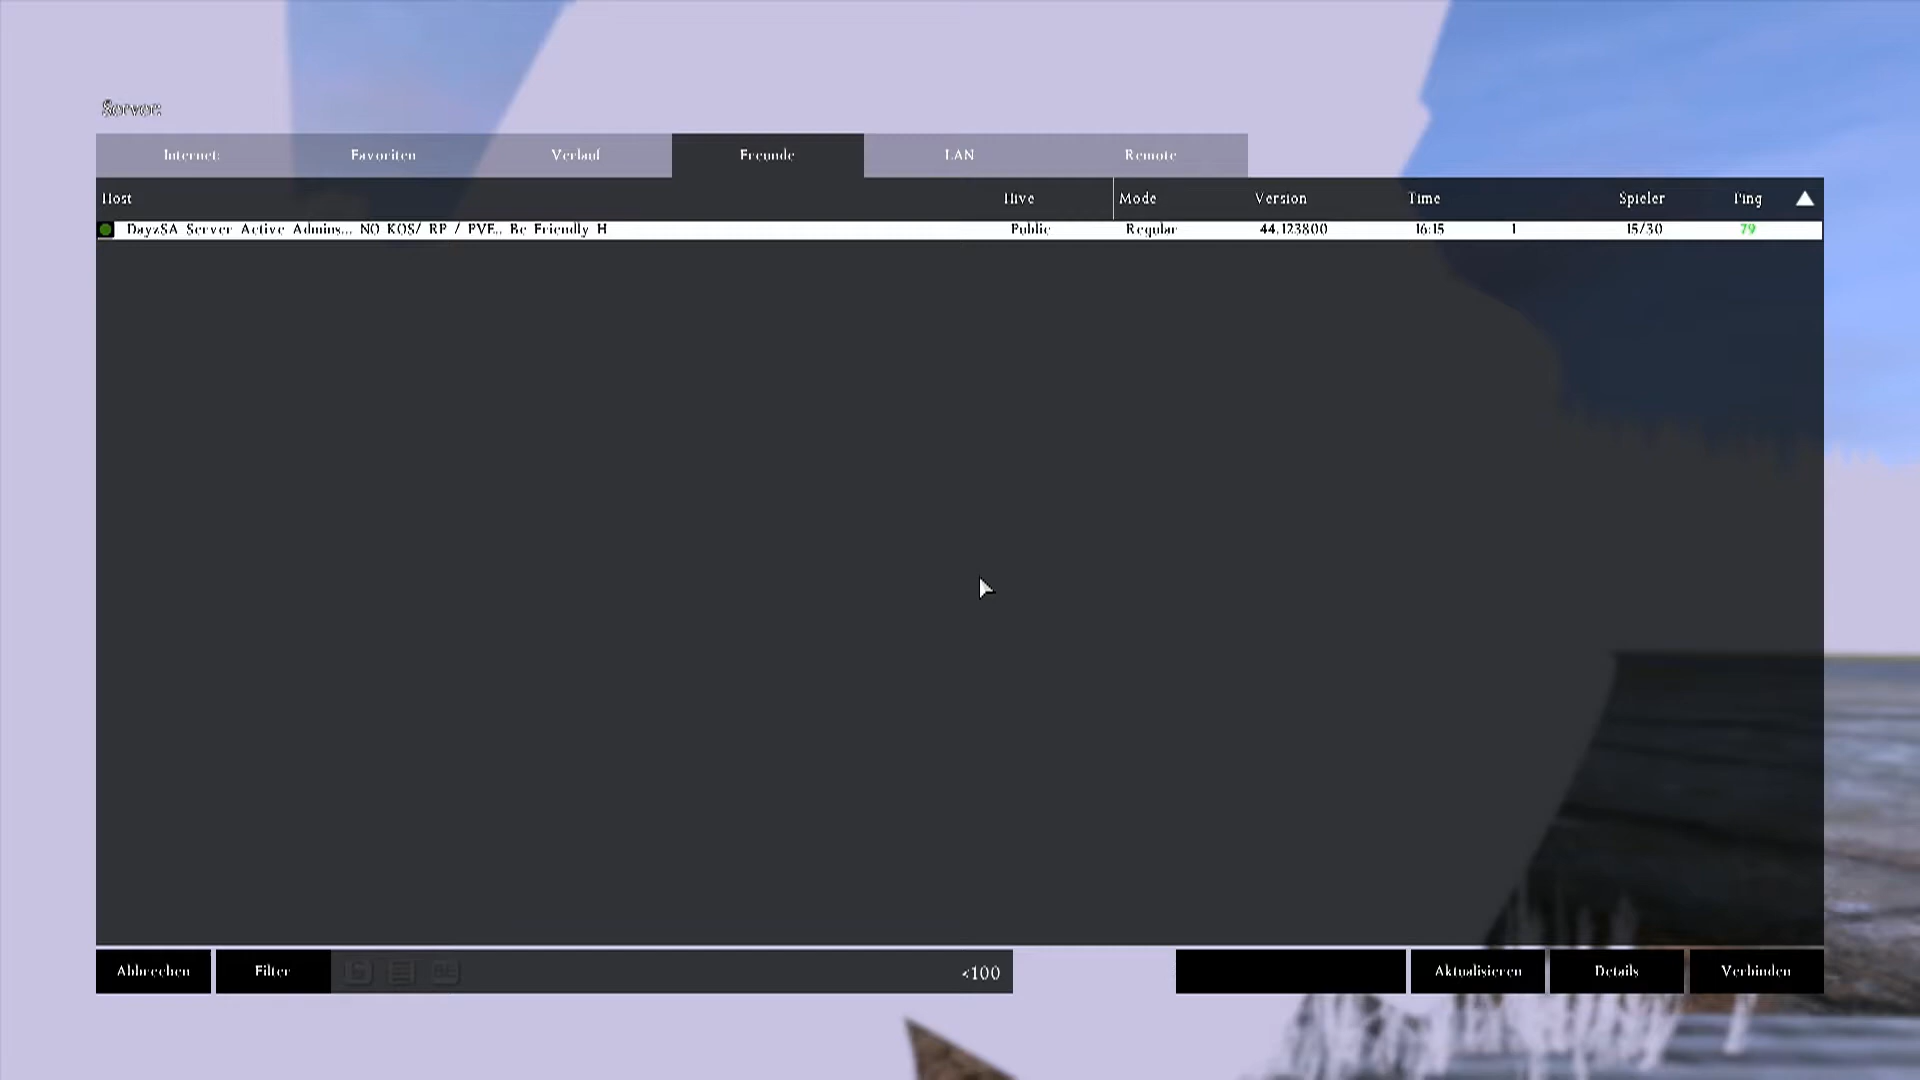 Server:
Internet Favoriten Verlauf Freunde LAN Remote
Host Hive Mode Version Time Spieler Ping
DayzSA Server Active Admins... NO KOS/ RP / PVE.. Be Friendly H Public Regular 44.123800 16:15 1 15/30 79
Abbrechen Filter BE <100 Aktualisieren Details Verbinden